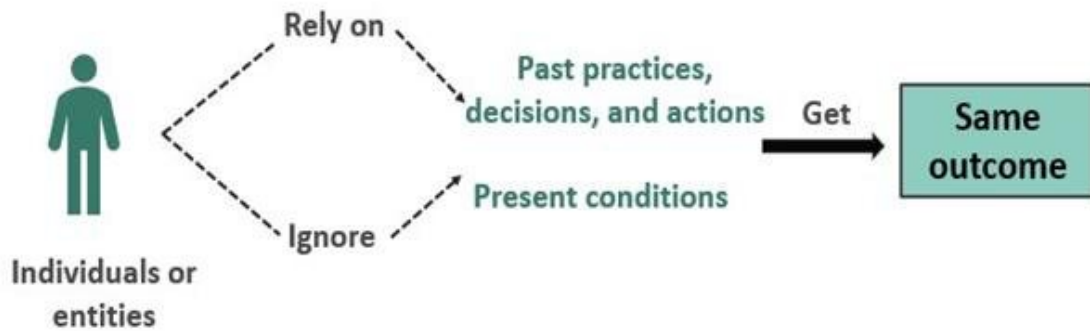 Rely on
Past practices,
decisions, and actions
Get
Same
outcome
Present conditions
Ignore
Individuals or
entities